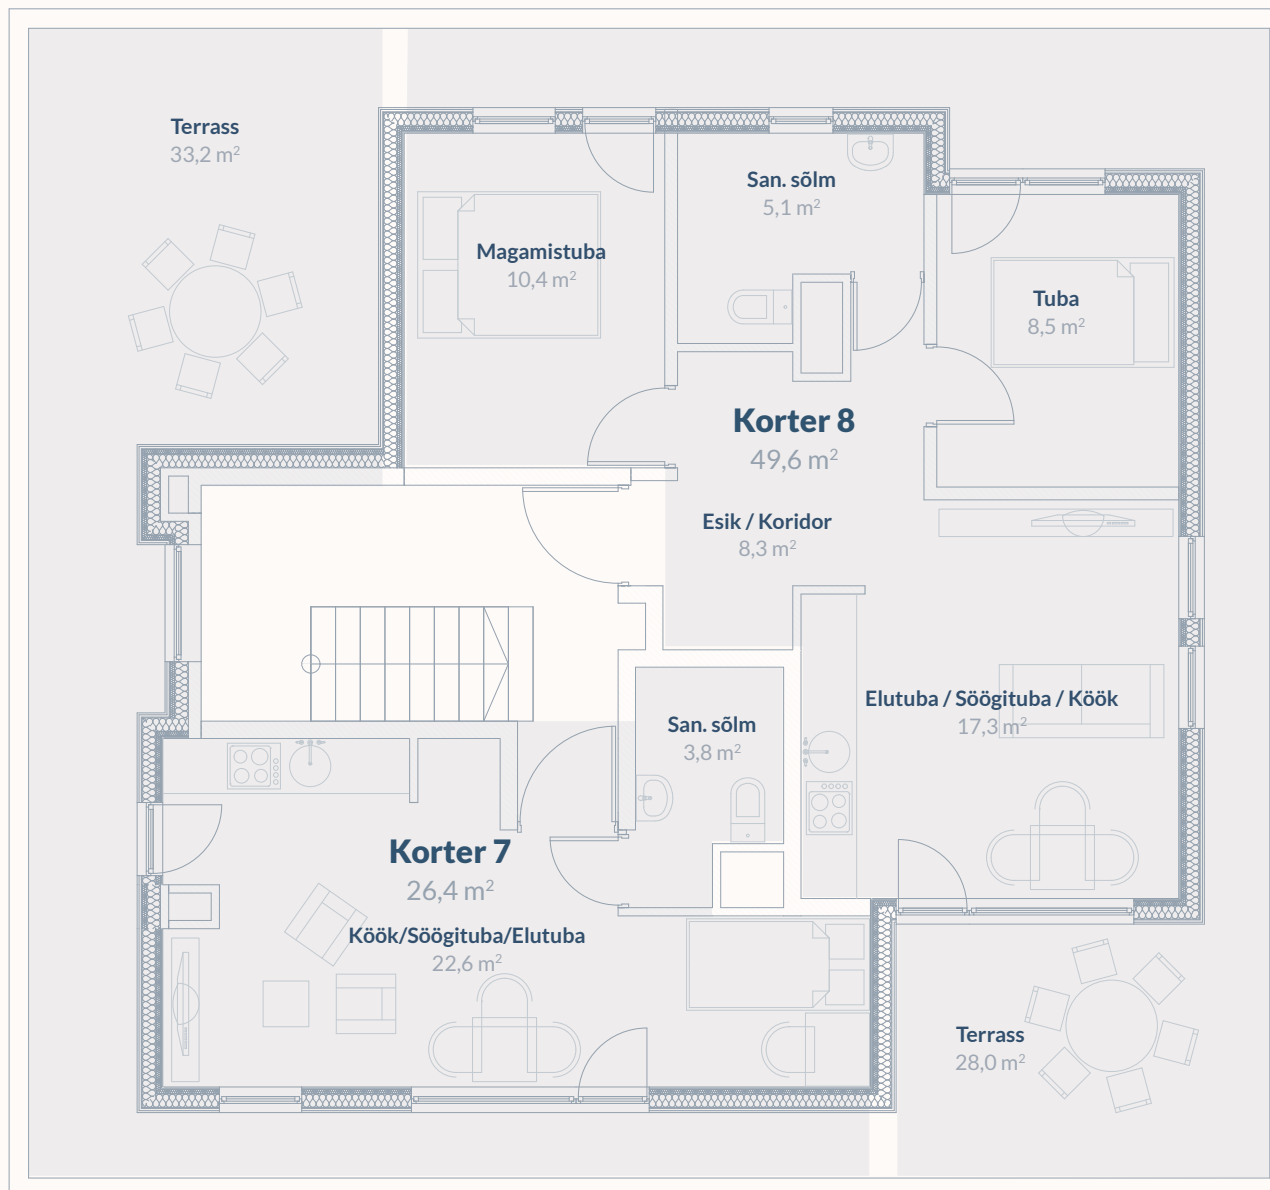 Terrass
33,2 m²
San. sõlm
5,1 m²
Magamistuba
10,4 m²
Tuba
8,5 m²
Korter 8
49,6 m²
Esik / Koridor
8,3 m²
Elutuba / Söögituba / Köök
17,3 m²
San. sõlm
3,8 m²
Korter 7
26,4 m²
Köök/Söögituba/Elutuba
22,6 m²
Terrass
28,0 m²